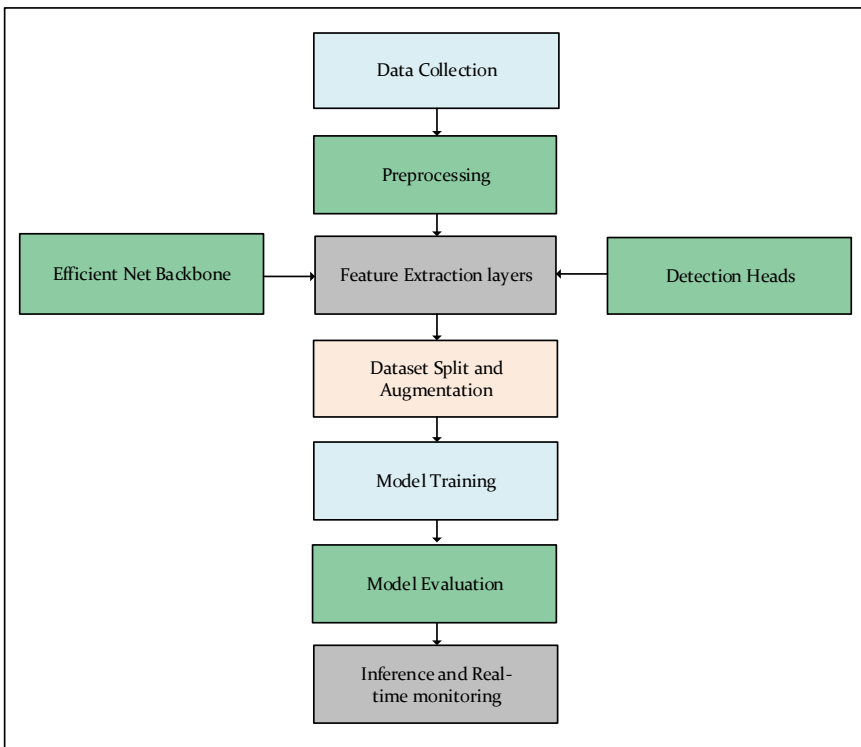 Data Collection
Preprocessing
Efficient Net Backbone
Feature Extraction layers
Detection Heads
Dataset Split and
Augmentation
Model Training
Model Evaluation
Inference and Real-
time monitoring